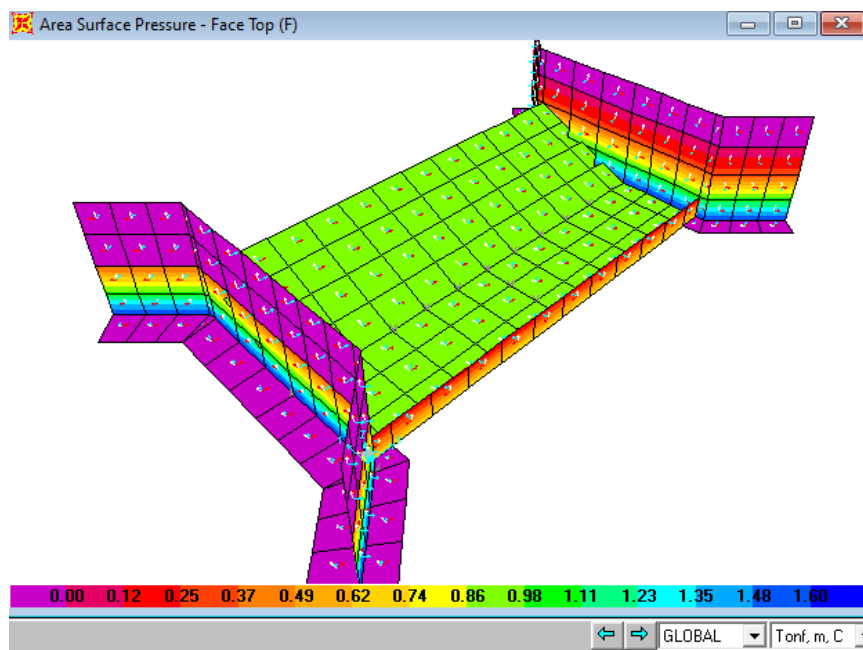 Area Surface Pressure - Face Top (F)
0.00 0.12 0.25 0.37 0.49 0.62 0.74 0.86 0.98 1.11 1.23 1.35 1.48 1.60
GLOBAL Tonf, m, C